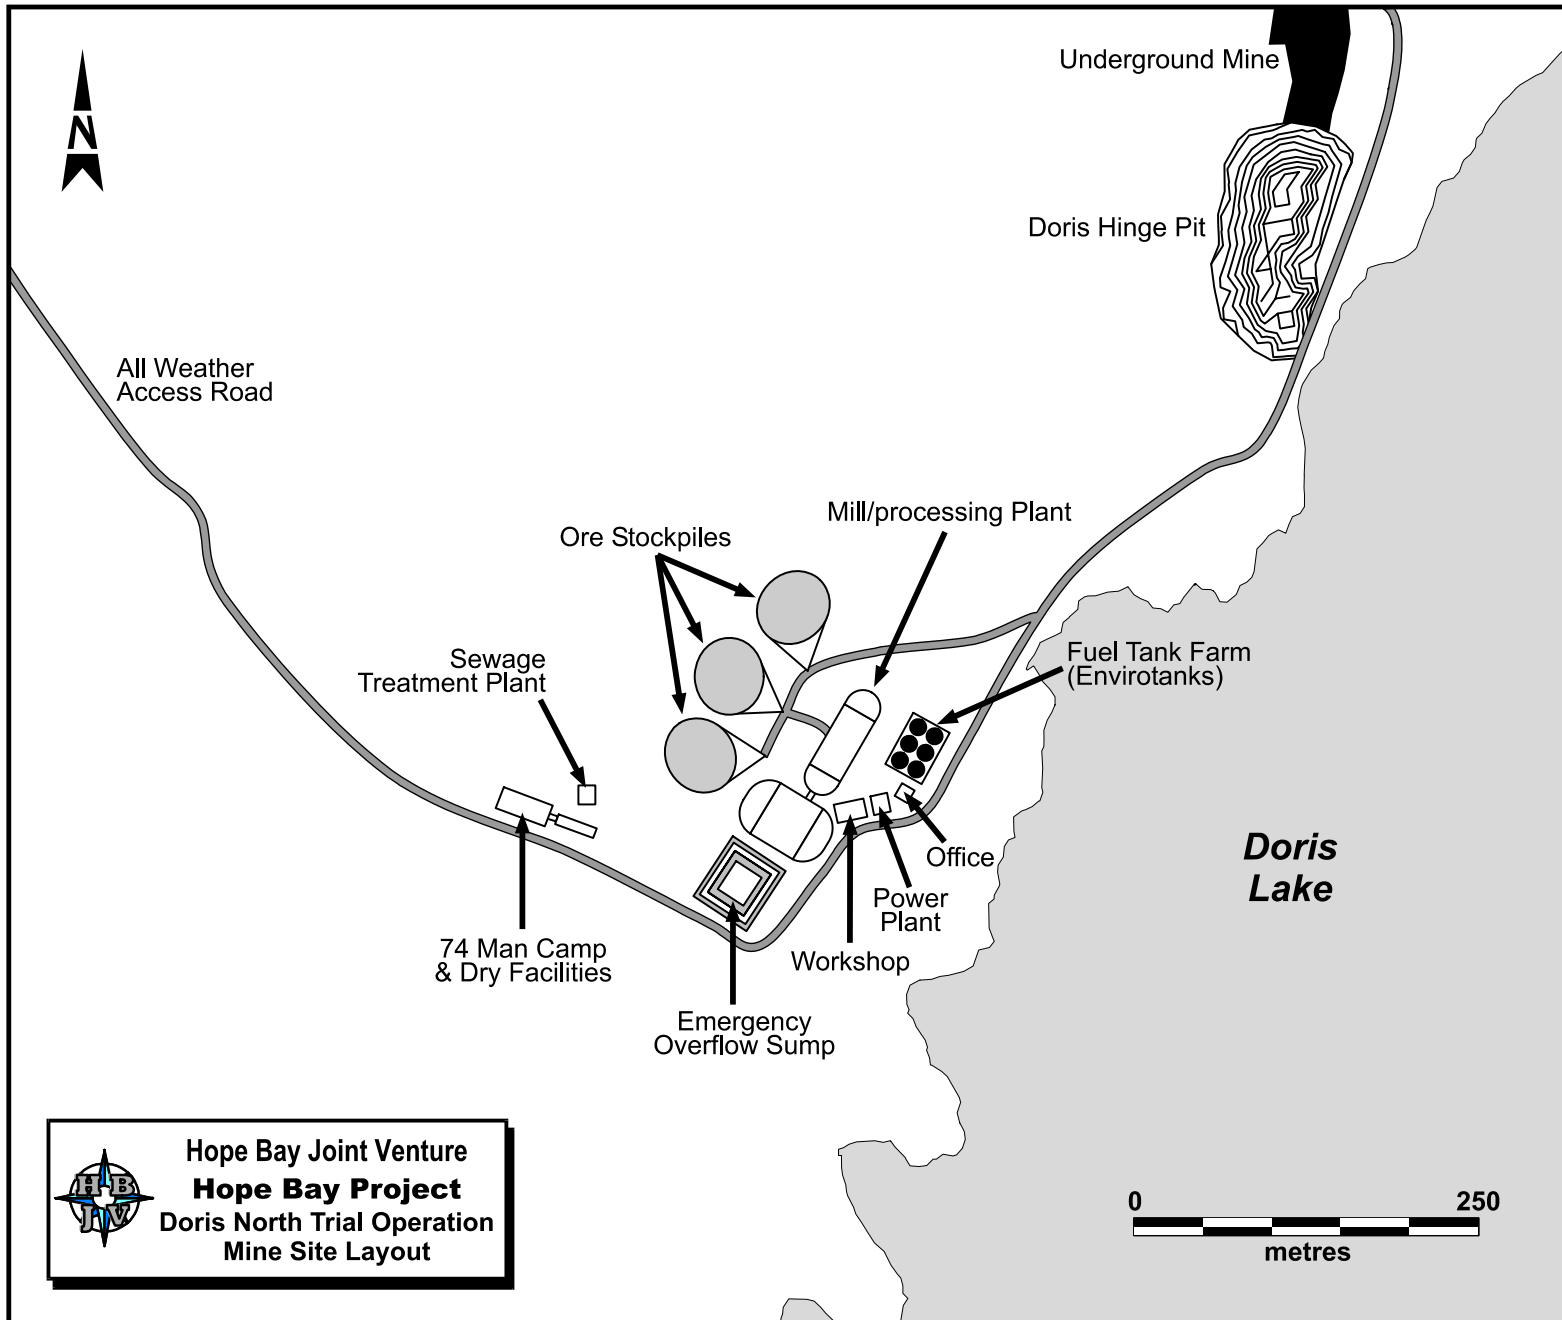 Underground Mine
N
Doris Hinge Pit
All Weather
Access Road
Mill/processing Plant
Ore Stockpiles
Sewage
Treatment Plant
Fuel Tank Farm
(Envirotanks)
Doris
Lake
Office
Power
Plant
Workshop
74 Man Camp
& Dry Facilities
Emergency
Overflow Sump
Hope Bay Joint Venture
Hope Bay Project
Doris North Trial Operation
Mine Site Layout
H B
J V
0 250
metres